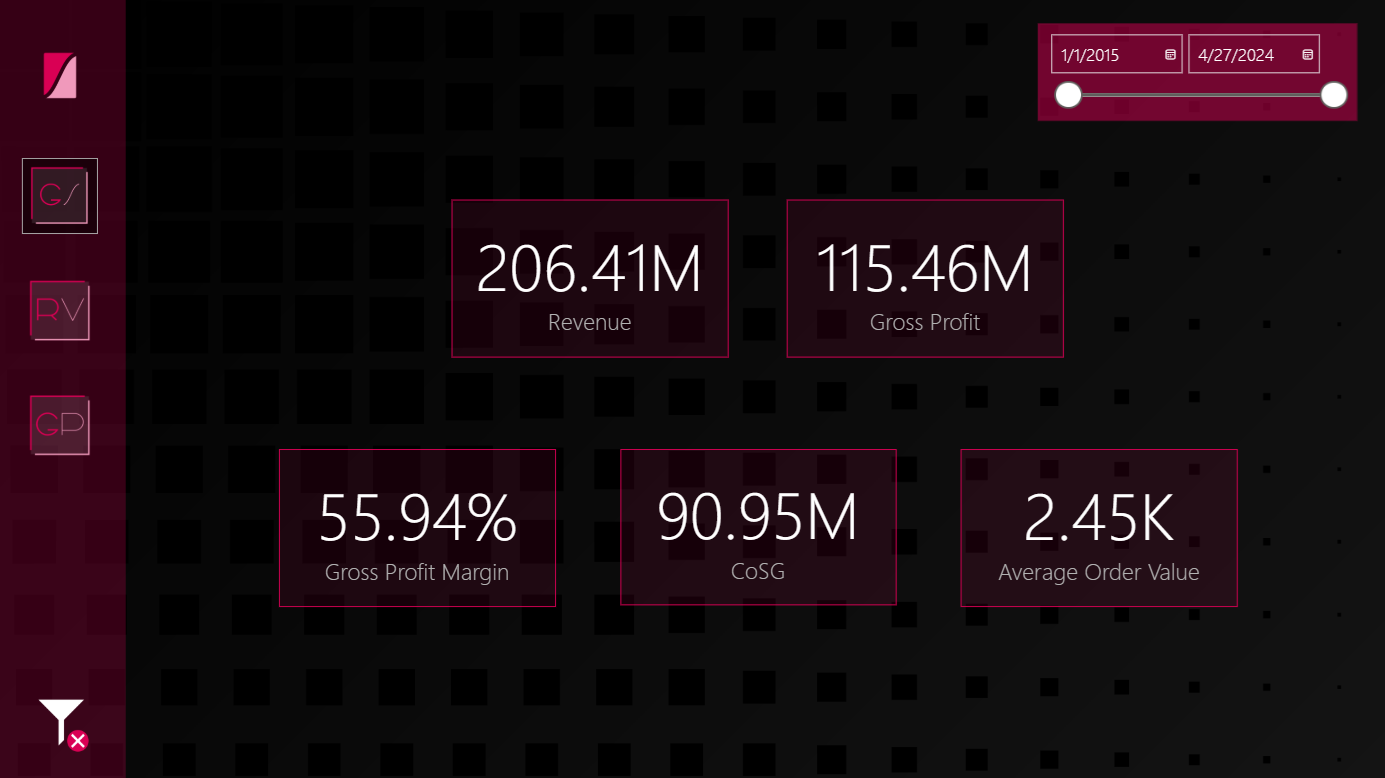 1/1/2015
4/27/2024
GS
RV
GP
206.41M
Revenue
115.46M
Gross Profit
55.94%
Gross Profit Margin
90.95M
CoSG
2.45K
Average Order Value